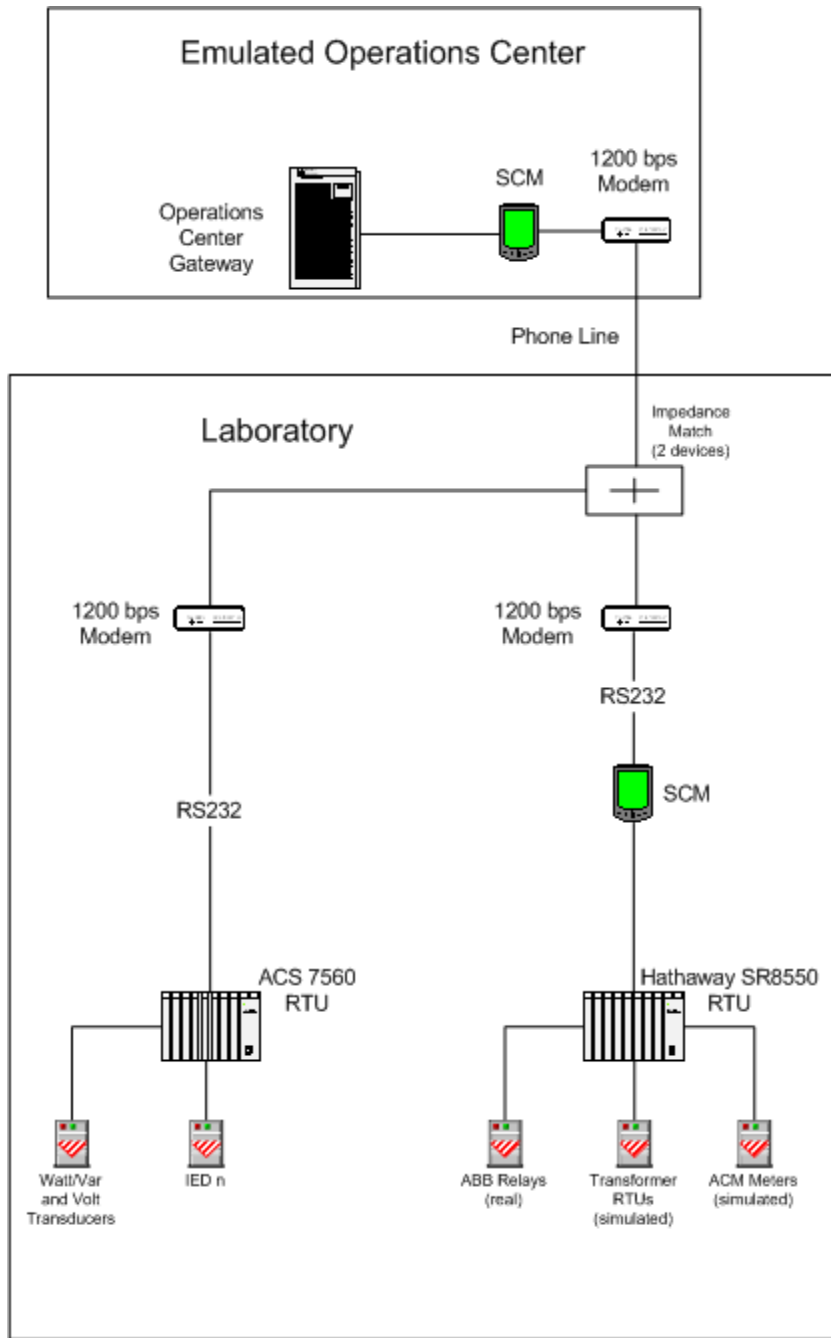 Emulated Operations Center
1200 bps
Modem
SCM
Operations
Center
Gateway
Phone Line
Impedance
Match
(2 devices)
Laboratory
1200 bps
Modem
1200 bps
Modem
RS232
SCM
RS232
ACS 7560
RTU
Hathaway SR8550
RTU
Watt/Var
and Volt
Transducers
IED n
ABB Relays
(real)
Transformer
RTUs
(simulated)
ACM Meters
(simulated)